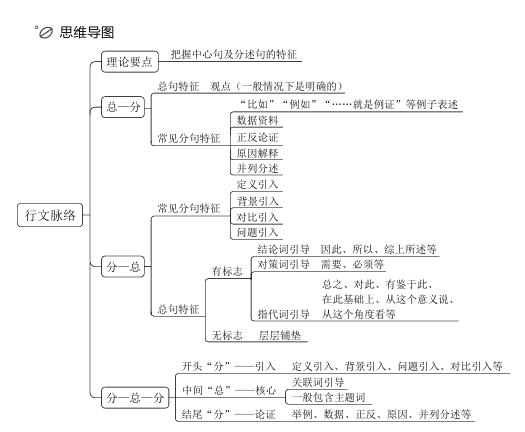 思维导图
行文脉络
理论要点
把握中心句及分述句的特征
总—分
总句特征 观点（一般情况下是明确的）
常见分句特征
“比如”“例如”“……就是例证”等例子表述
数据资料
正反论证
原因解释
并列分述
分—总
常见分句特征
定义引入
背景引入
对比引入
问题引入
总句特征
有标志
结论词引导 因此、所以、综上所述等
对策词引导 需要、必须等
指代词引导
总之、对此、有鉴于此、
在此基础上、从这个意义说、
从这个角度看等
无标志 层层铺垫
分—总—分
开头“分”——引入 定义引入、背景引入、问题引入、对比引入等
中间“总”——核心
关联词引导
一般包含主题词
结尾“分”——论证 举例、数据、正反、原因、并列分述等